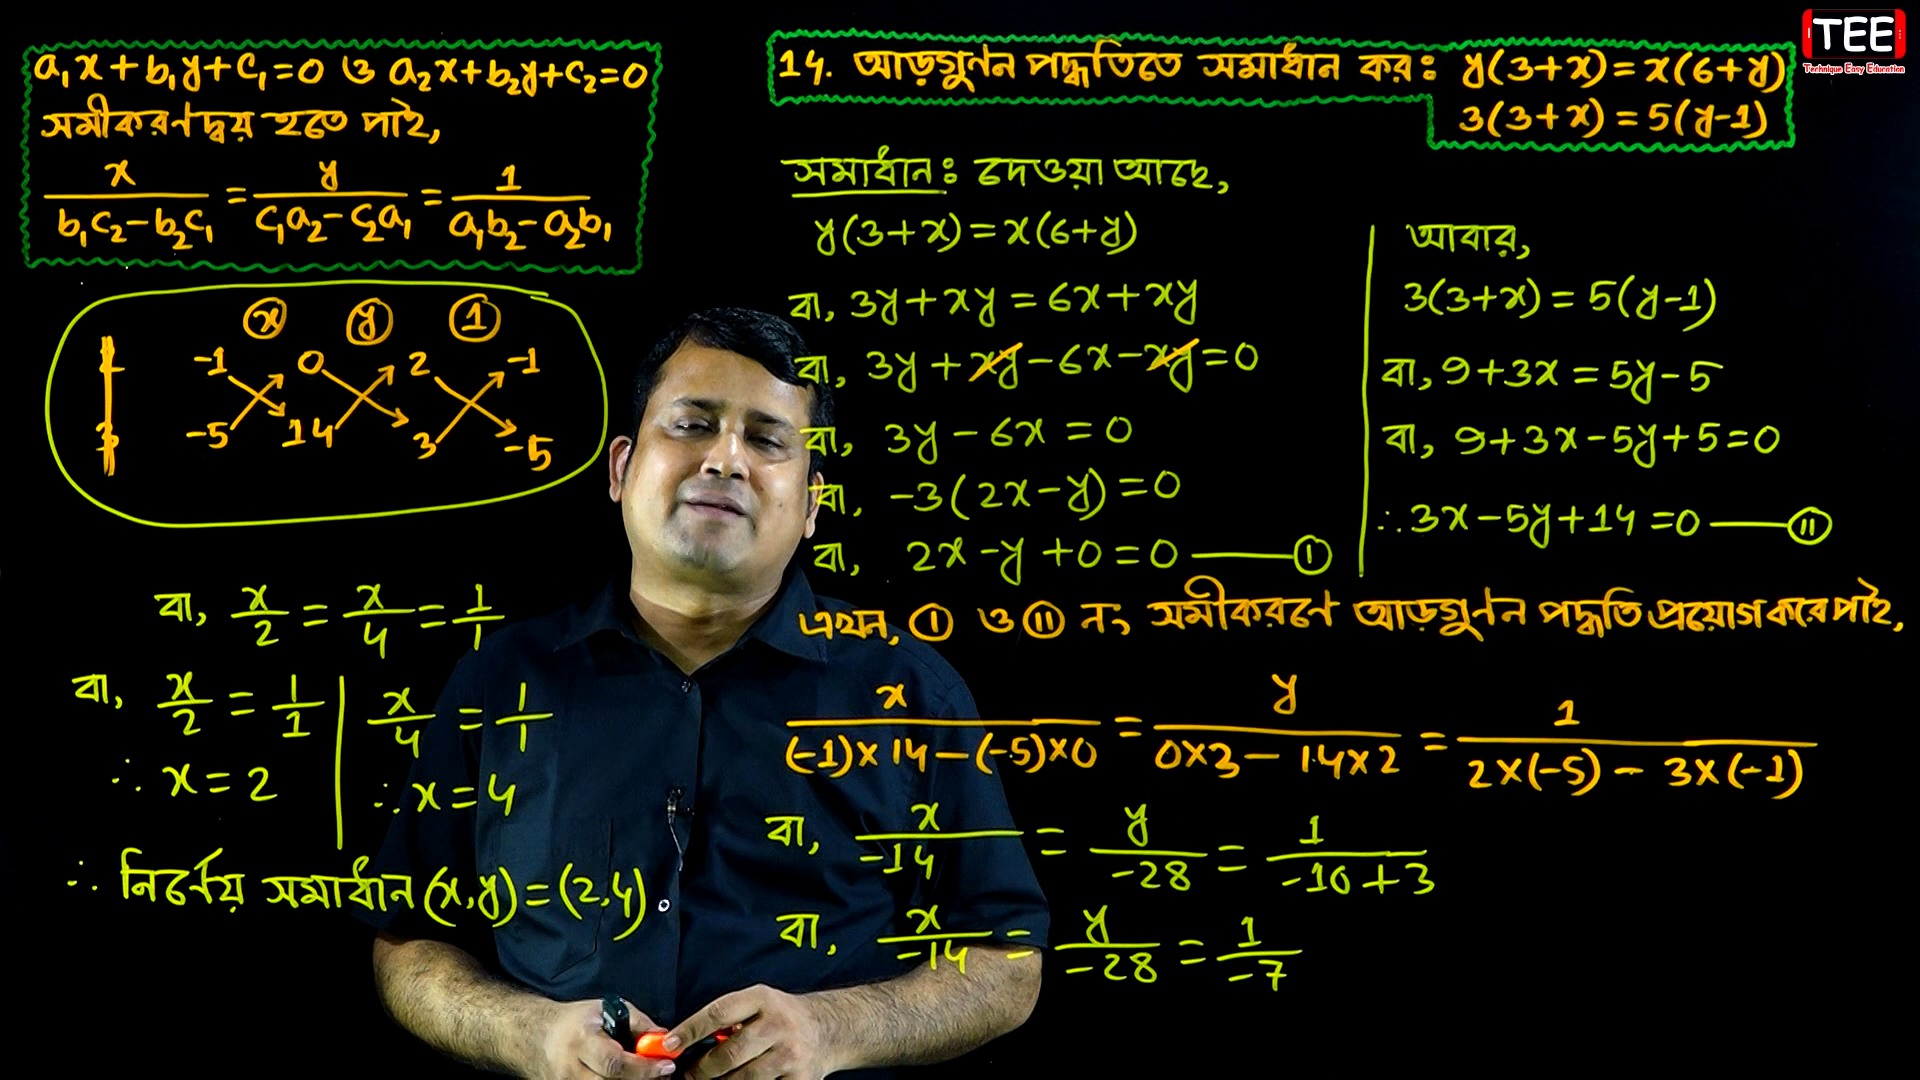 a₁x+b₁y+c₁=0 ও a₂x+b₂y+c₂=0
সমীকরণদ্বয় হতে পাই,
x/(b₁c₂-b₂c₁) = y/(c₁a₂-c₂a₁) = 1/(a₁b₂-a₂b₁)
x y 1
-1 0 2 -1
-5 14 3 -5
বা, x/2 = x/4 = 1/1
বা, x/2 = 1/1 | x/4 = 1/1
∴ x=2 | ∴ x=4
∴ নির্ণেয় সমাধান (x,y)=(2,4).
TEE
Technique Easy Education
14. আড়গুণন পদ্ধতিতে সমাধান কর: y(3+x)=x(6+y)
3(3+x)=5(y-1)
সমাধান: দেওয়া আছে,
y(3+x)=x(6+y)
বা, 3y+xy=6x+xy
বা, 3y+xy-6x-xy=0
বা, 3y-6x=0
বা, -3(2x-y)=0
বা, 2x-y+0=0 —— (I)
আবার,
3(3+x)=5(y-1)
বা, 9+3x=5y-5
বা, 9+3x-5y+5=0
∴ 3x-5y+14=0 —— (II)
এখন, (I) ও (II) নং সমীকরণে আড়গুণন পদ্ধতি প্রয়োগ করে পাই,
x/((-1)×14-(-5)×0) = y/(0×3-14×2) = 1/(2×(-5)-3×(-1))
বা, x/-14 = y/-28 = 1/(-10+3)
বা, x/-14 = y/-28 = 1/-7